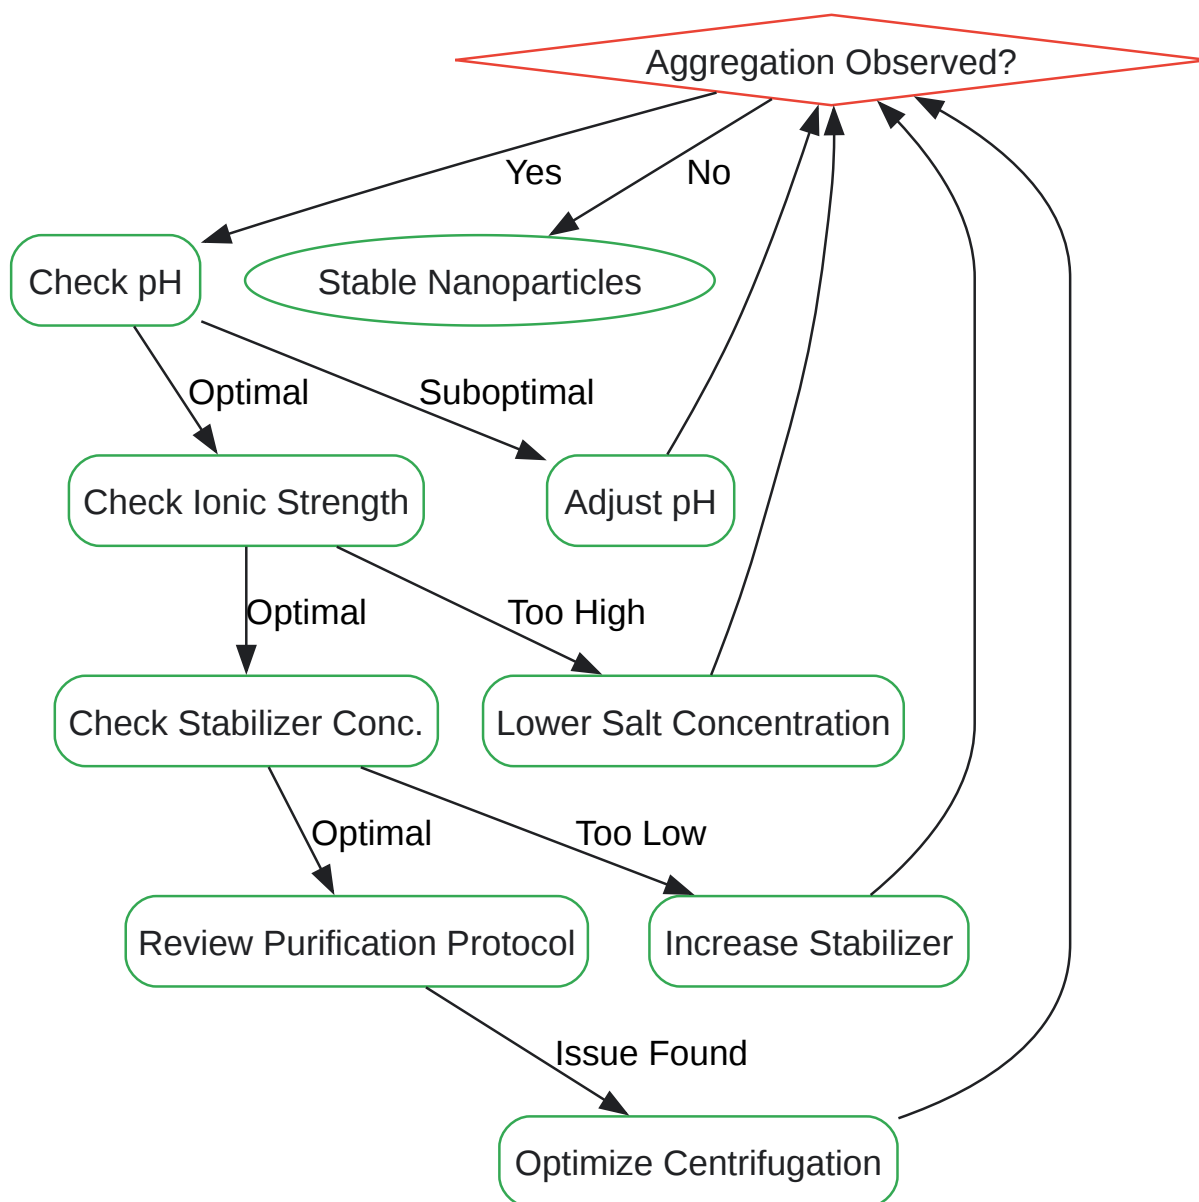 Aggregation Observed?
Yes
No
Check pH
Stable Nanoparticles
Optimal
Suboptimal
Check Ionic Strength
Adjust pH
Optimal
Too High
Check Stabilizer Conc.
Lower Salt Concentration
Optimal
Too Low
Review Purification Protocol
Increase Stabilizer
Issue Found
Optimize Centrifugation